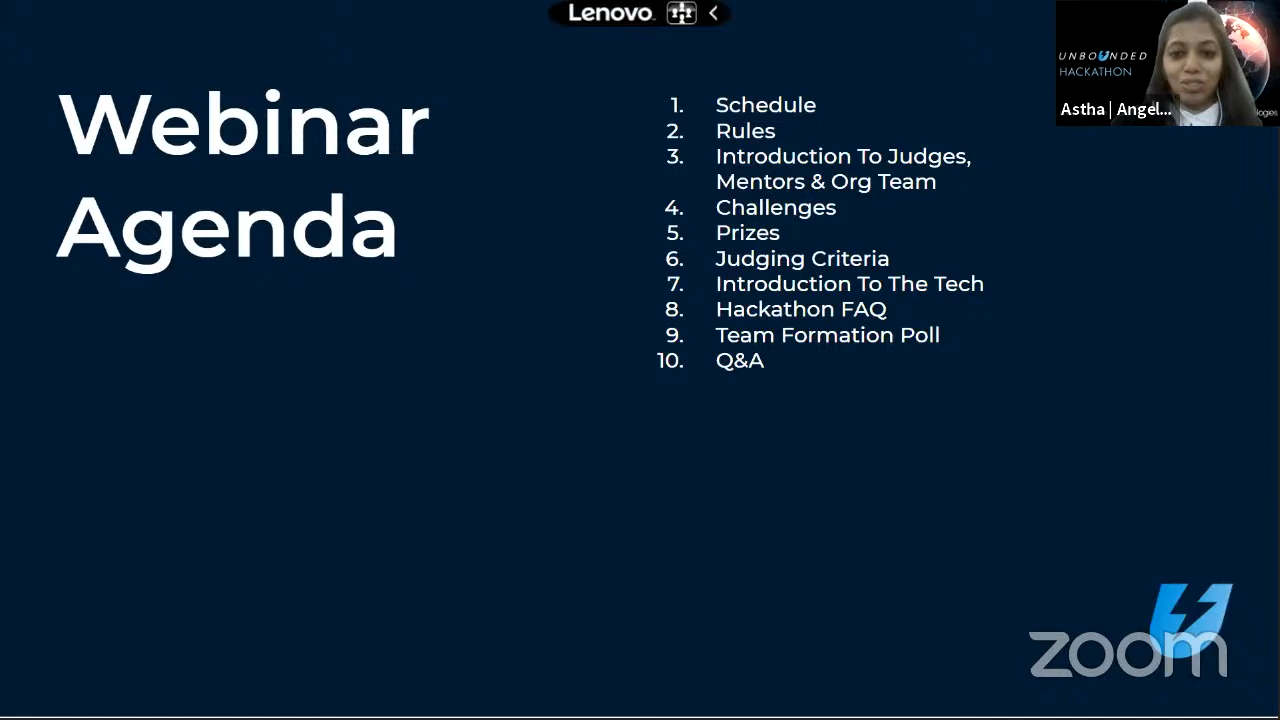 Lenovo
UNBOUNDED
HACKATHON
Astha | Angel...
loges
Webinar
Agenda
1. Schedule
2. Rules
3. Introduction To Judges,
Mentors & Org Team
4. Challenges
5. Prizes
6. Judging Criteria
7. Introduction To The Tech
8. Hackathon FAQ
9. Team Formation Poll
10. Q&A
zoom